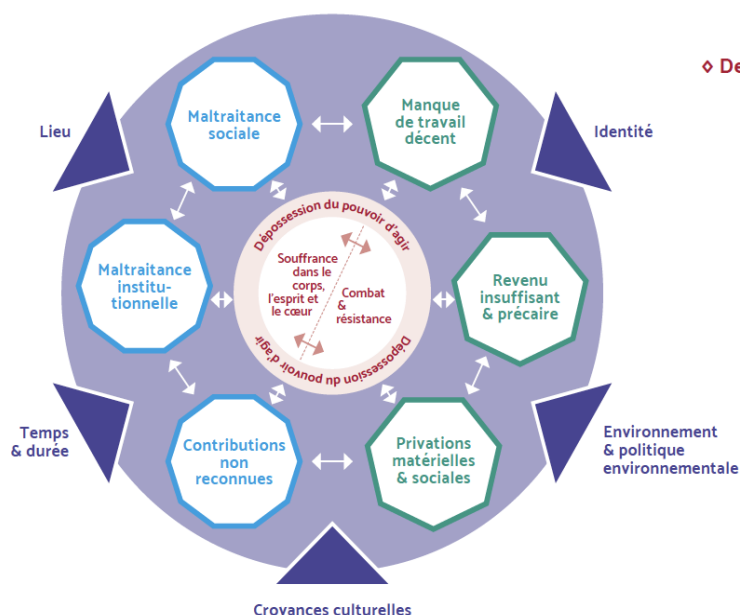 ◇ De
Maltraitance
sociale
Manque
de travail
décent
Lieu
Identité
Dépossession du pouvoir d'agir
Souffrance
dans le
corps,
l'esprit et
le cœur
Combat
&
résistance
Dépossession du pouvoir d'agir
Maltraitance
institu-
tionnelle
Revenu
insuffisant
& précaire
Temps
& durée
Contributions
non
reconnues
Privations
matérielles
& sociales
Environnement
& politique
environnementale
Croyances culturelles